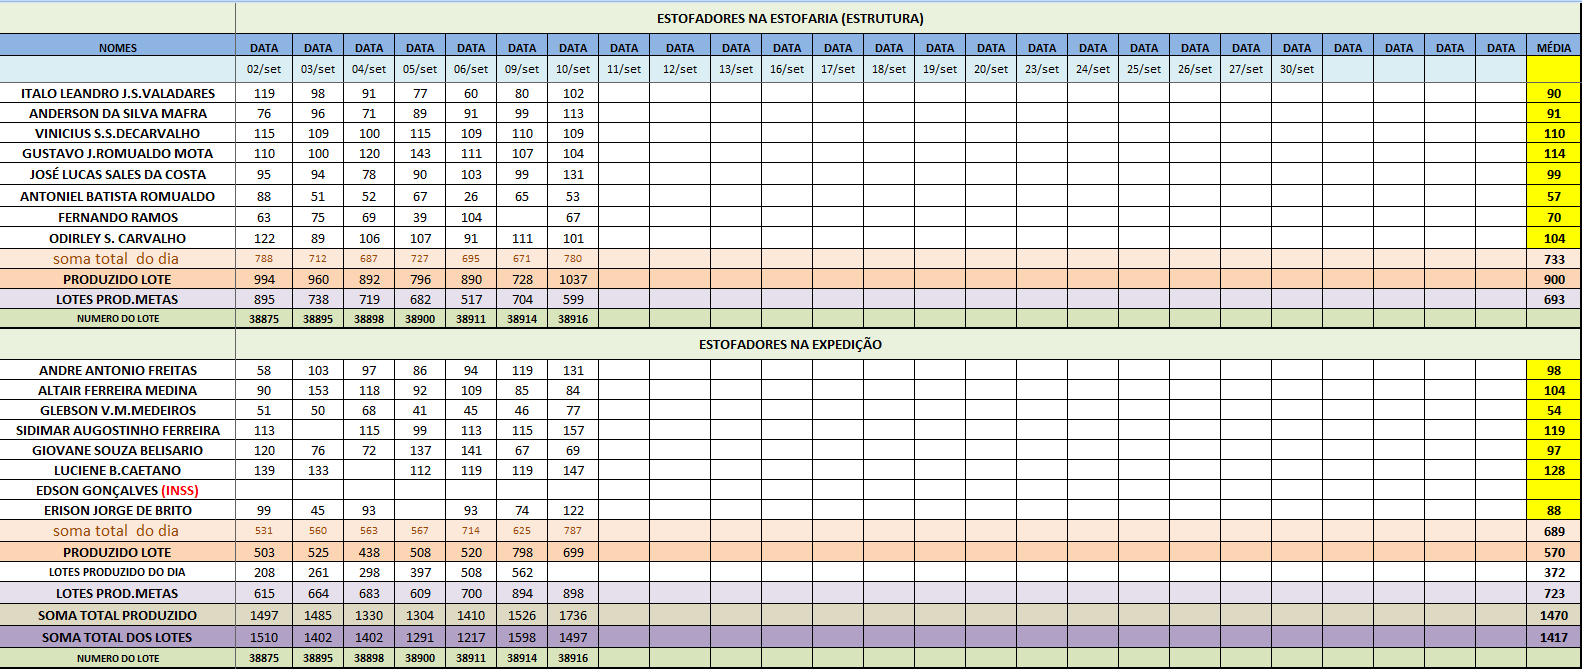 ESTOFADORES NA ESTOFARIA (ESTRUTURA)
NOMES DATA DATA DATA DATA DATA DATA DATA DATA DATA DATA DATA DATA DATA DATA DATA DATA DATA DATA DATA DATA DATA DATA DATA DATA DATA MÉDIA
02/set 03/set 04/set 05/set 06/set 09/set 10/set 11/set 12/set 13/set 16/set 17/set 18/set 19/set 20/set 23/set 24/set 25/set 26/set 27/set 30/set
ITALO LEANDRO J.S.VALADARES 119 98 91 77 60 80 102 90
ANDERSON DA SILVA MAFRA 76 96 71 89 91 99 113 91
VINICIUS S.S.DECARVALHO 115 109 100 115 109 110 109 110
GUSTAVO J.ROMUALDO MOTA 110 100 120 143 111 107 104 114
JOSÉ LUCAS SALES DA COSTA 95 94 78 90 103 99 131 99
ANTONIEL BATISTA ROMUALDO 88 51 52 67 26 65 53 57
FERNANDO RAMOS 63 75 69 39 104 67 70
ODIRLEY S. CARVALHO 122 89 106 107 91 111 101 104
soma total do dia 788 712 687 727 695 671 780 733
PRODUZIDO LOTE 994 960 892 796 890 728 1037 900
LOTES PROD.METAS 895 738 719 682 517 704 599 693
NUMERO DO LOTE 38875 38895 38898 38900 38911 38914 38916
ESTOFADORES NA EXPEDIÇÃO
ANDRE ANTONIO FREITAS 58 103 97 86 94 119 131 98
ALTAIR FERREIRA MEDINA 90 153 118 92 109 85 84 104
GLEBSON V.M.MEDEIROS 51 50 68 41 45 46 77 54
SIDIMAR AUGOSTINHO FERREIRA 113 115 99 113 115 157 119
GIOVANE SOUZA BELISARIO 120 76 72 137 141 67 69 97
LUCIENE B.CAETANO 139 133 112 119 119 147 128
EDSON GONÇALVES (INSS)
ERISON JORGE DE BRITO 99 45 93 93 74 122 88
soma total do dia 531 560 563 567 714 625 787 689
PRODUZIDO LOTE 503 525 438 508 520 798 699 570
LOTES PRODUZIDO DO DIA 208 261 298 397 508 562 372
LOTES PROD.METAS 615 664 683 609 700 894 898 723
SOMA TOTAL PRODUZIDO 1497 1485 1330 1304 1410 1526 1736 1470
SOMA TOTAL DOS LOTES 1510 1402 1402 1291 1217 1598 1497 1417
NUMERO DO LOTE 38875 38895 38898 38900 38911 38914 38916